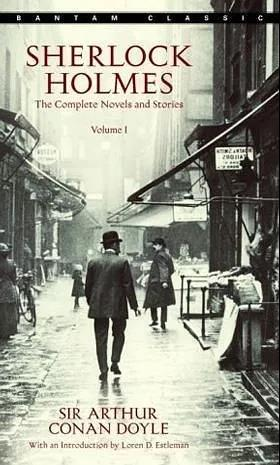 BANTAM CLASSIC
SHERLOCK
HOLMES
The Complete Novels and Stories
Volume I
SIR ARTHUR
CONAN DOYLE
With an Introduction by Loren D. Estleman